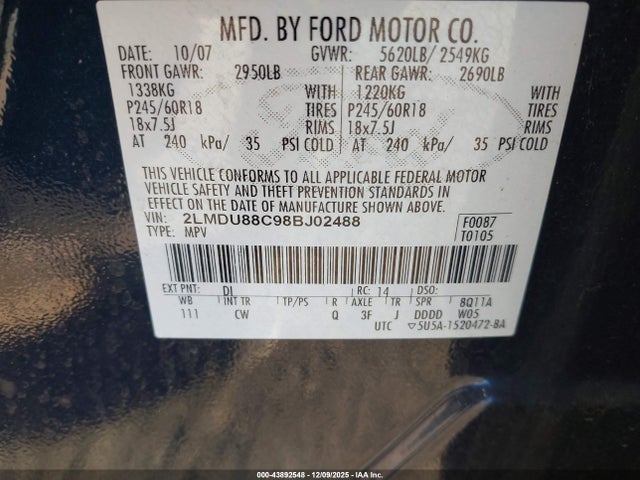 MFD. BY FORD MOTOR CO.
DATE: 10/07 GVWR: 5620LB/ 2549KG
FRONT GAWR: 2950LB REAR GAWR: 2690LB
1338KG WITH 1220KG WITH
P245/60R18 TIRES P245/60R18 TIRES
18x7.5J RIMS 18x7.5J RIMS
AT 240 kPa/ 35 PSI COLD AT 240 kPa/ 35 PSI COLD
THIS VEHICLE CONFORMS TO ALL APPLICABLE FEDERAL MOTOR
VEHICLE SAFETY AND THEFT PREVENTION STANDARDS IN
EFFECT ON THE DATE OF MANUFACTURE SHOWN ABOVE.
VIN: 2LMDU88C98BJ02488 F0087
TYPE: MPV T0105
EXT PNT: DI RC: 14 DSO:
WB INT TR TP/PS R AXLE TR SPR 8Q11A
111 CW Q 3F J DDDD W05
UTC ▽5U5A-1520472-BA
000-43892548 - 12/09/2025 - IAAI.com